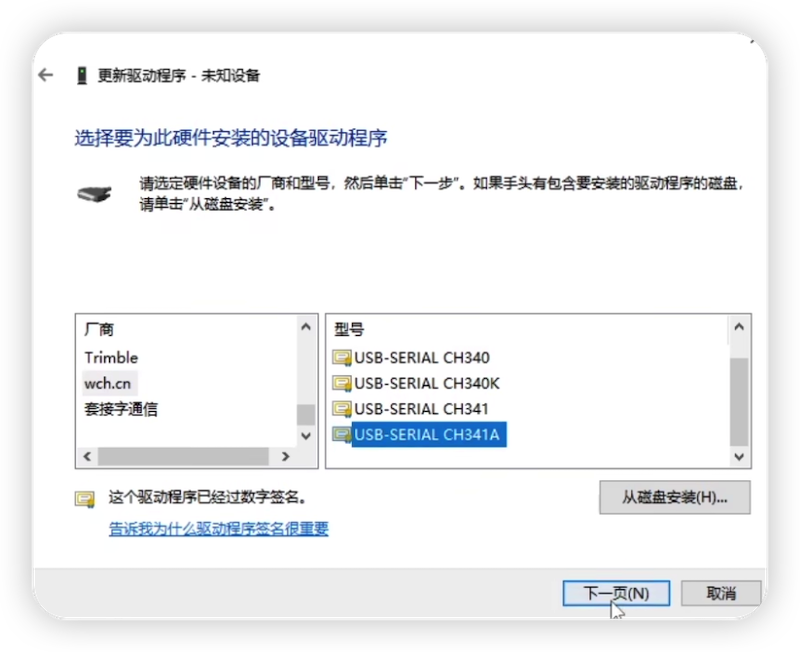 更新驱动程序 - 未知设备
选择要为此硬件安装的设备驱动程序
请选定硬件设备的厂商和型号，然后单击“下一步”。如果手头有包含要安装的驱动程序的磁盘，
请单击“从磁盘安装”。
厂商
Trimble
wch.cn
套接字通信
型号
USB-SERIAL CH340
USB-SERIAL CH340K
USB-SERIAL CH341
USB-SERIAL CH341A
这个驱动程序已经过数字签名。
从磁盘安装(H)...
告诉我为什么驱动程序签名很重要
下一页(N)
取消